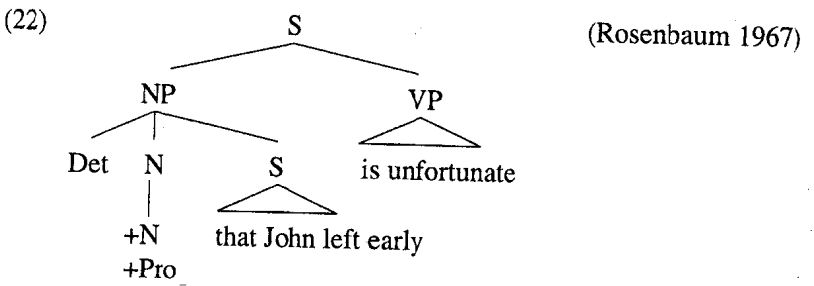 (22)
S
(Rosenbaum 1967)
NP
VP
Det N S
is unfortunate
+N
that John left early
+Pro